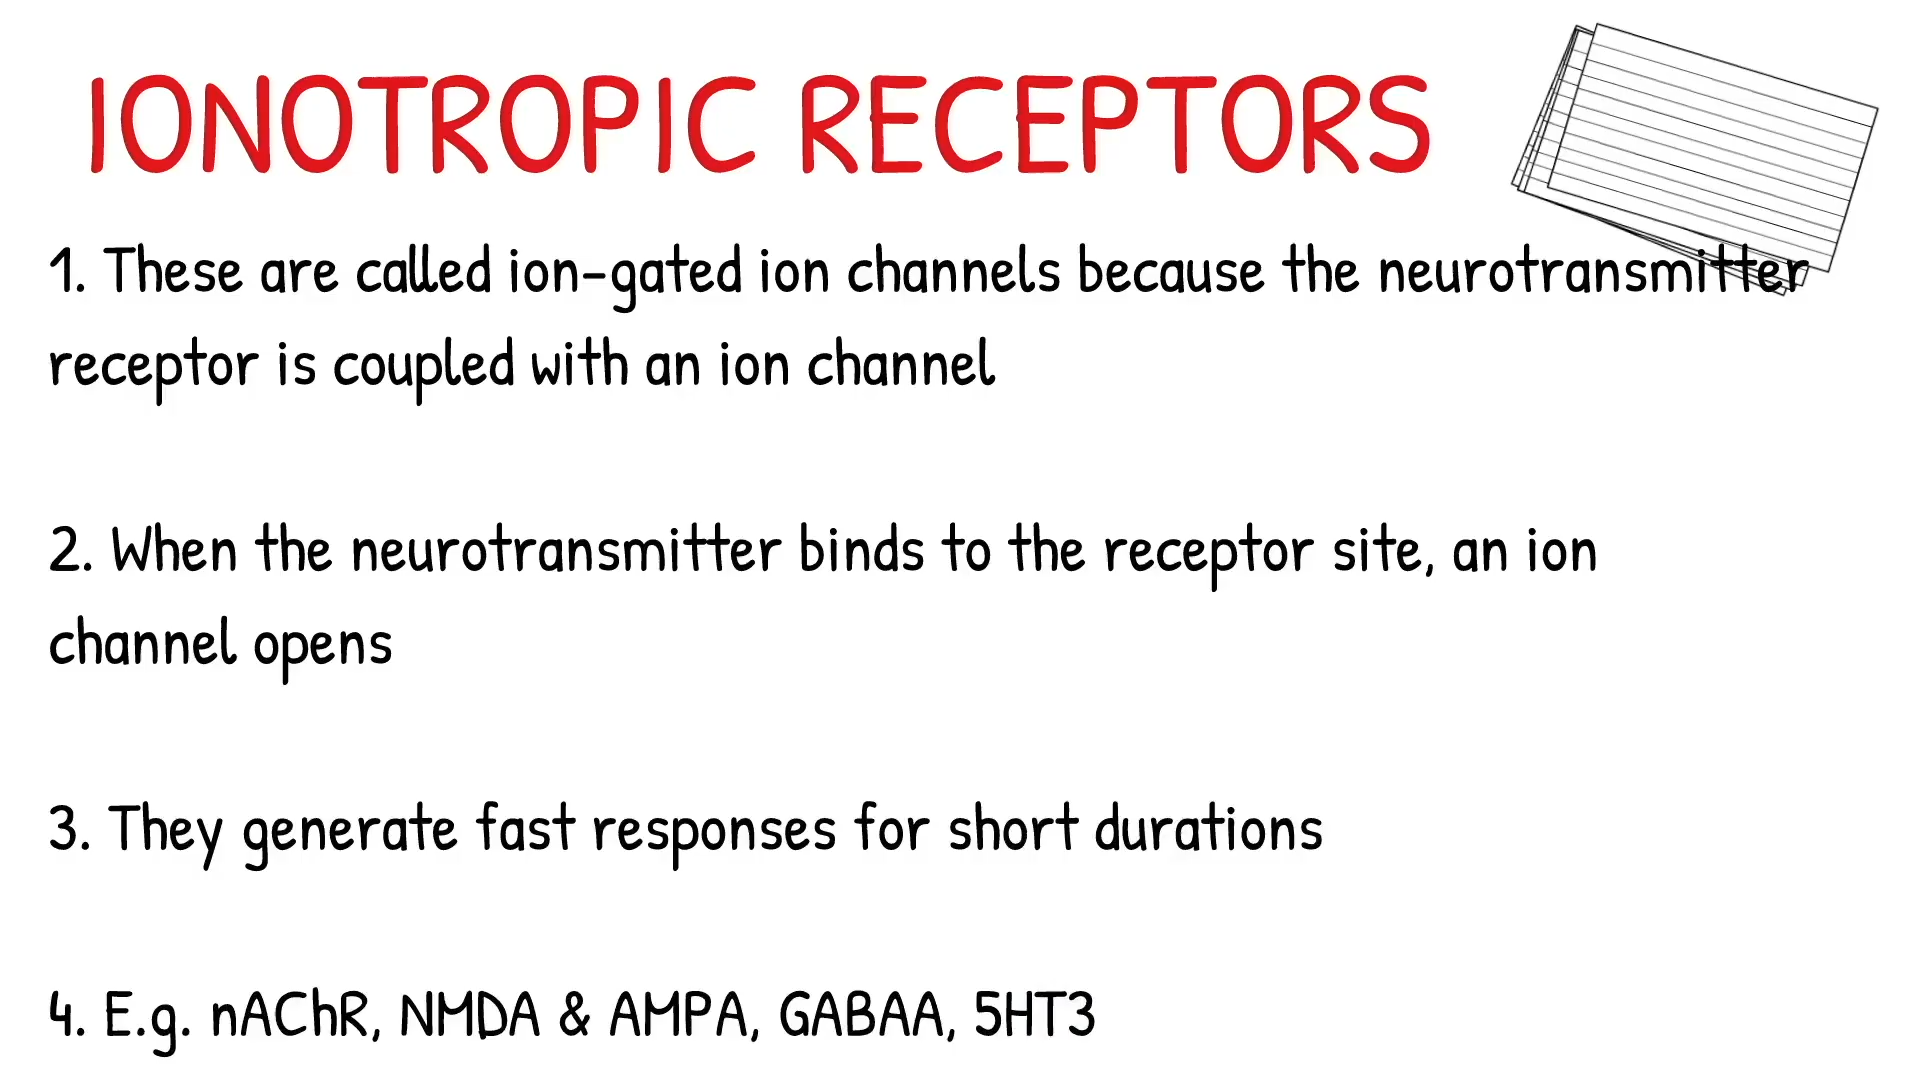 IONOTROPIC RECEPTORS
1. These are called ion-gated ion channels because the neurotransmitter
receptor is coupled with an ion channel
2. When the neurotransmitter binds to the receptor site, an ion
channel opens
3. They generate fast responses for short durations
4. E.g. nAChR, NMDA & AMPA, GABAA, 5HT3